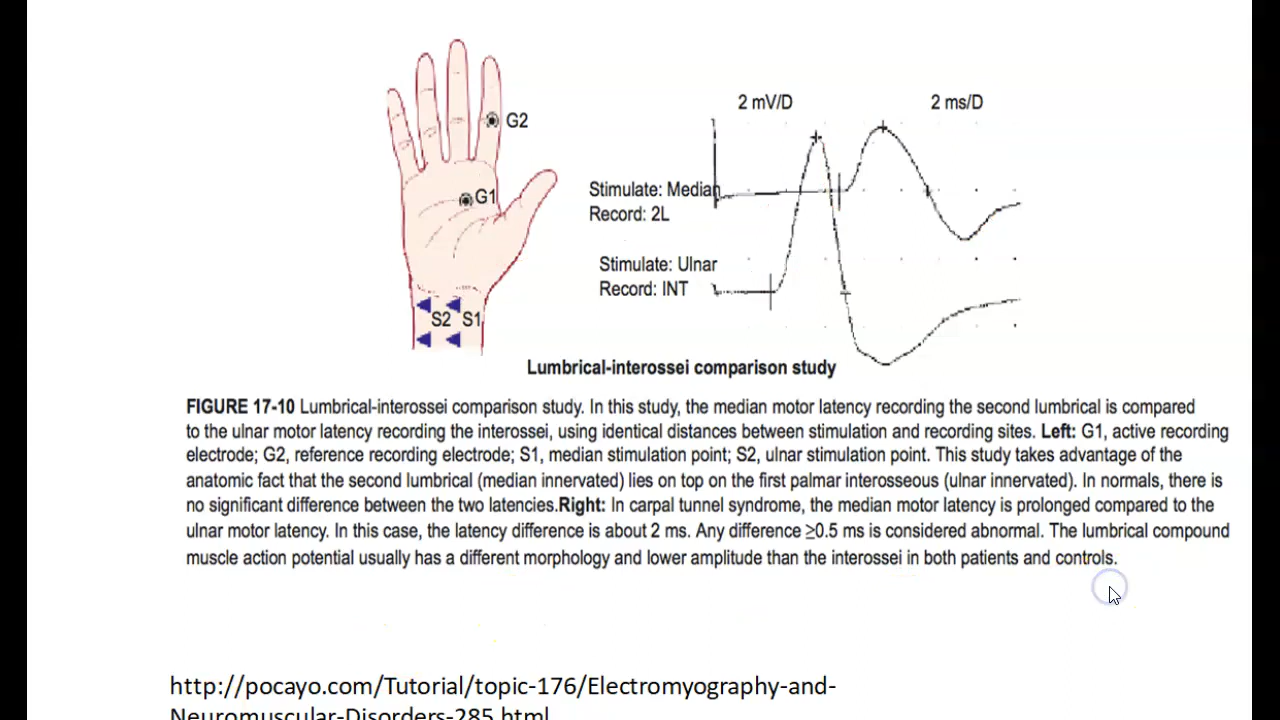 2 mV/D 2 ms/D
G2
G1
Stimulate: Median
Record: 2L
Stimulate: Ulnar
Record: INT
S2 S1
Lumbrical-interossei comparison study
FIGURE 17-10 Lumbrical-interossei comparison study. In this study, the median motor latency recording the second lumbrical is compared
to the ulnar motor latency recording the interossei, using identical distances between stimulation and recording sites. Left: G1, active recording
electrode; G2, reference recording electrode; S1, median stimulation point; S2, ulnar stimulation point. This study takes advantage of the
anatomic fact that the second lumbrical (median innervated) lies on top on the first palmar interosseous (ulnar innervated). In normals, there is
no significant difference between the two latencies.Right: In carpal tunnel syndrome, the median motor latency is prolonged compared to the
ulnar motor latency. In this case, the latency difference is about 2 ms. Any difference ≥0.5 ms is considered abnormal. The lumbrical compound
muscle action potential usually has a different morphology and lower amplitude than the interossei in both patients and controls.
http://pocayo.com/Tutorial/topic-176/Electromyography-and-
Neuromuscular-Disorders-285.html